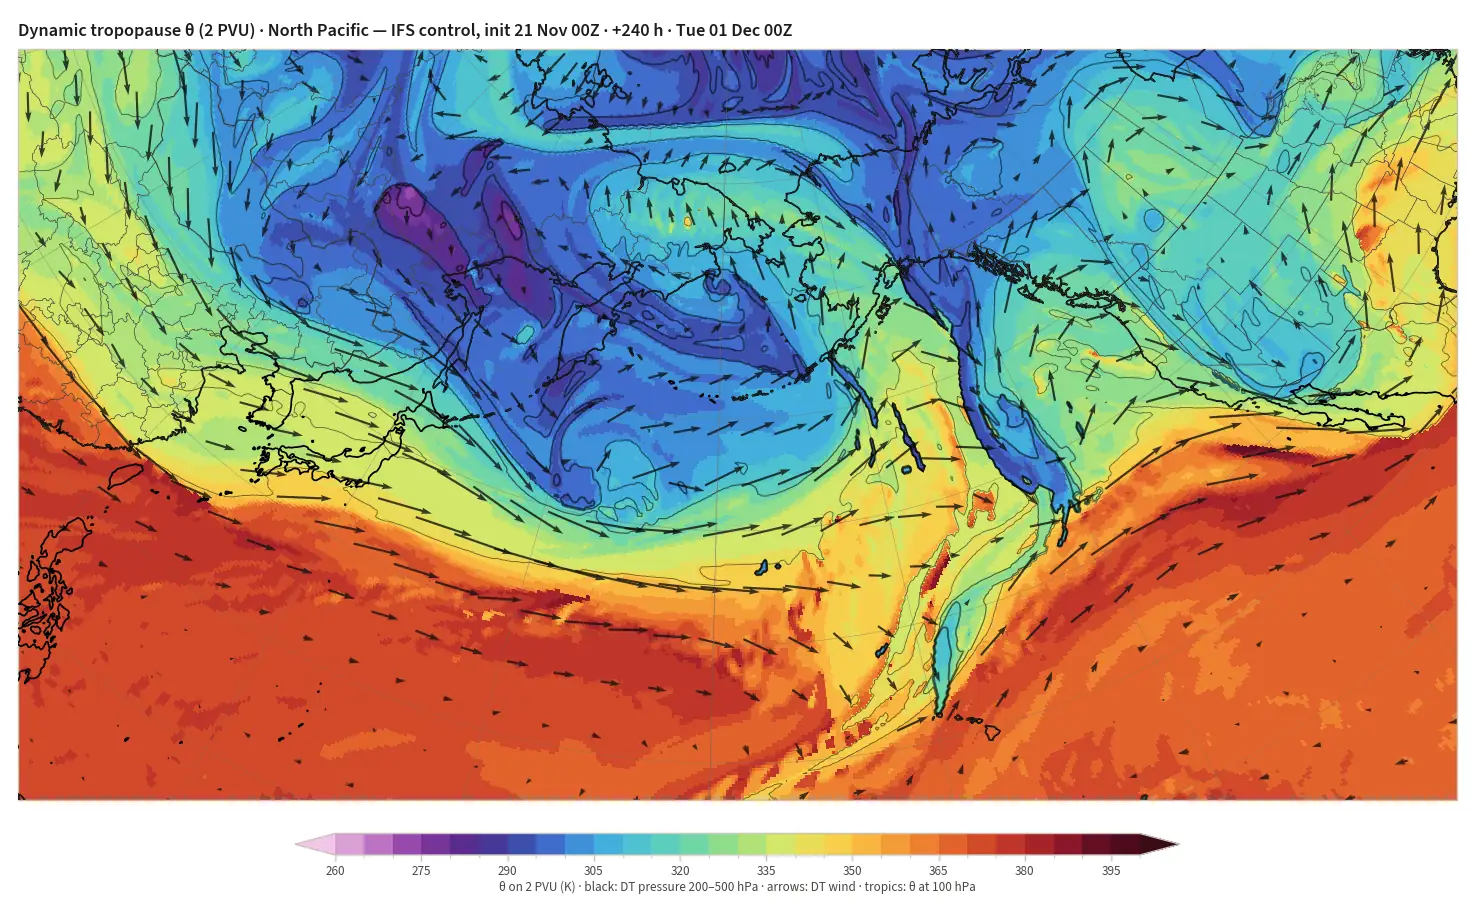 Dynamic tropopause θ (2 PVU) · North Pacific — IFS control, init 21 Nov 00Z · +240 h · Tue 01 Dec 00Z
260 275 290 305 320 335 350 365 380 395
θ on 2 PVU (K) · black: DT pressure 200–500 hPa · arrows: DT wind · tropics: θ at 100 hPa